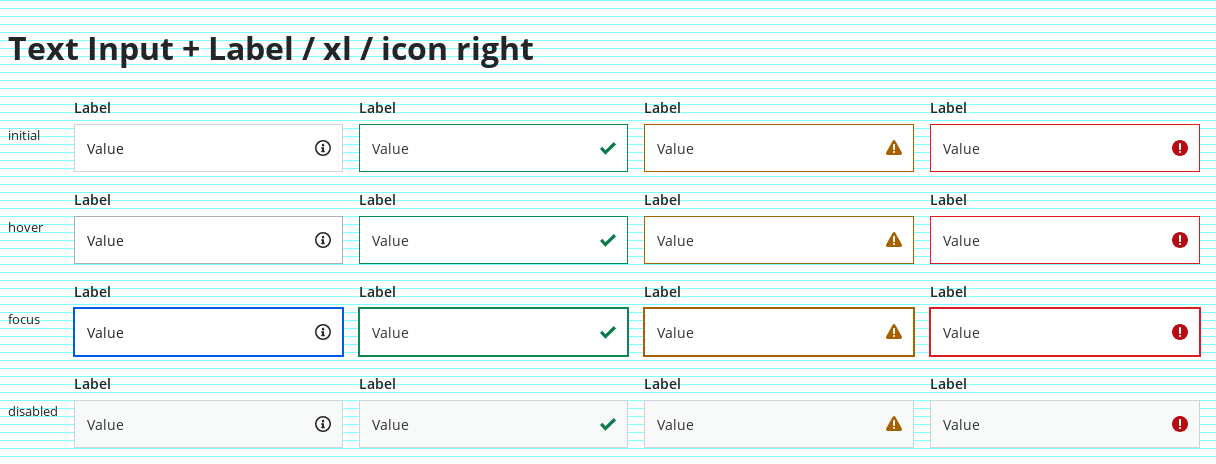 Text Input + Label / xl / icon right
Label Label Label Label
initial Value Value Value Value
Label Label Label Label
hover Value Value Value Value
Label Label Label Label
focus Value Value Value Value
Label Label Label Label
disabled Value Value Value Value